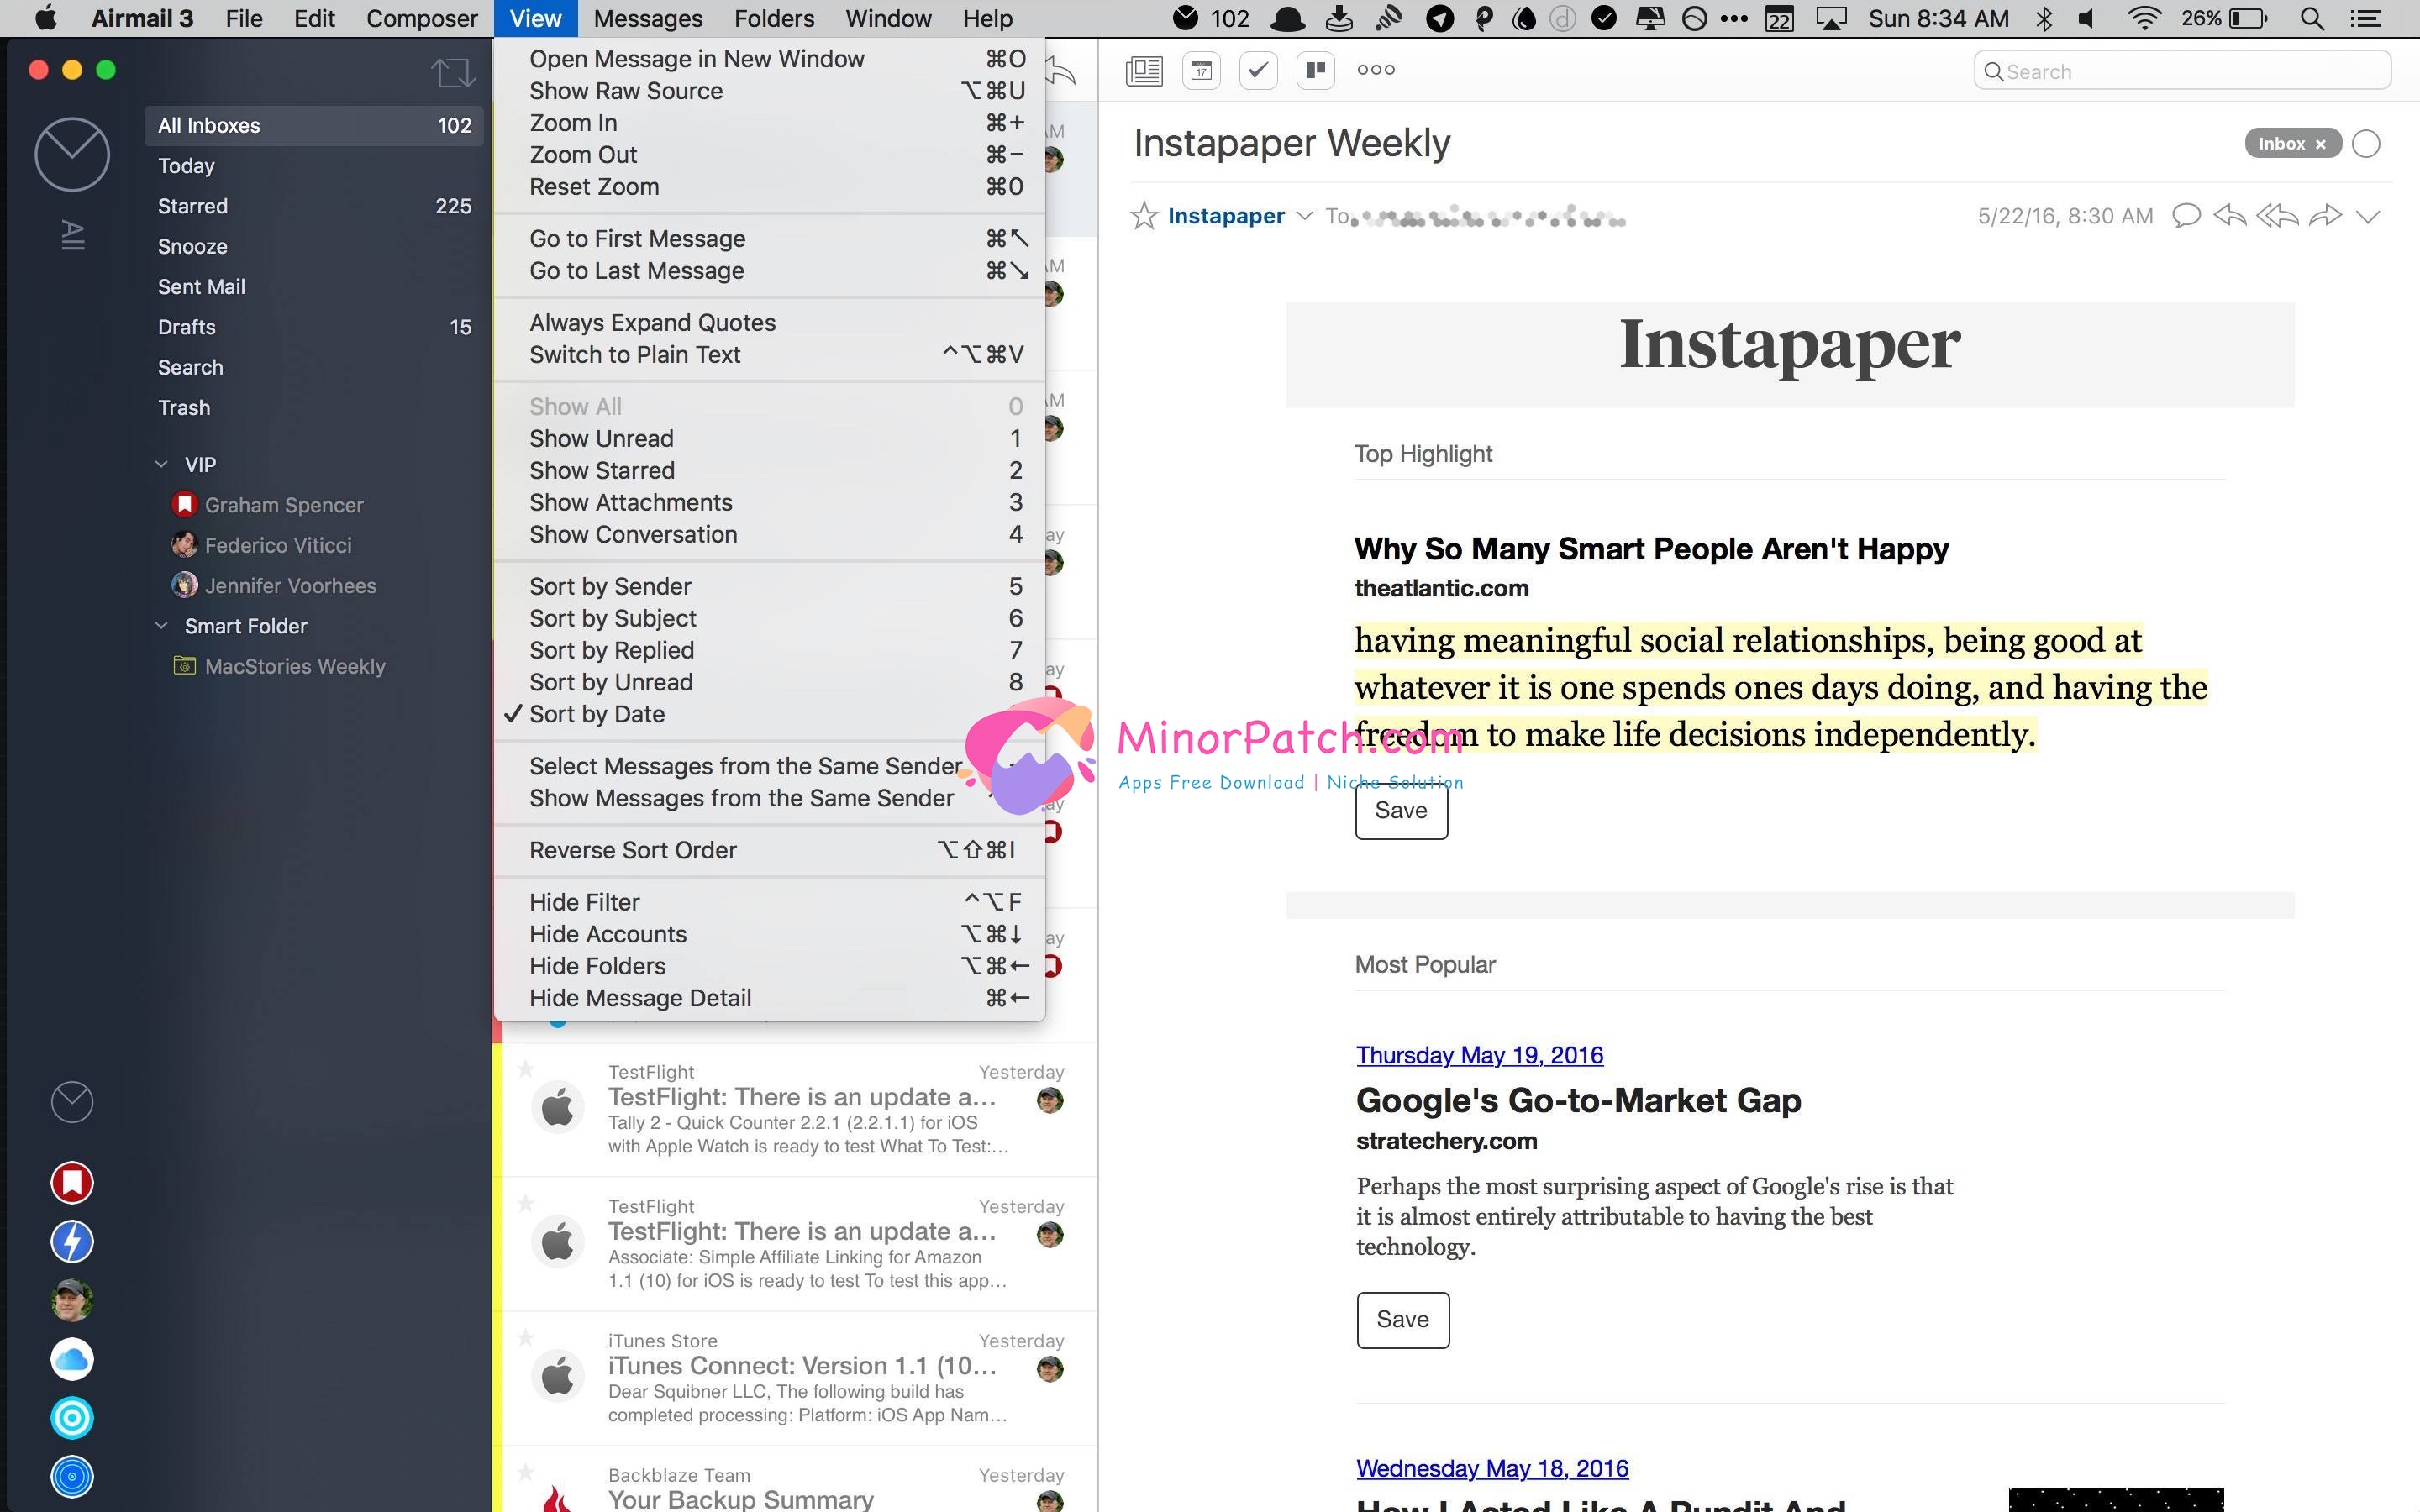 Airmail 3 File Edit Composer View Messages Folders Window Help 102 22 Sun 8:34 AM 26%
All Inboxes 102
Today
Starred 225
Snooze
Sent Mail
Drafts 15
Search
Trash
VIP
Graham Spencer
Federico Viticci
Jennifer Voorhees
Smart Folder
MacStories Weekly
All
Open Message in New Window ⌘O
Show Raw Source ⌥⌘U
Zoom In ⌘+
Zoom Out ⌘−
Reset Zoom ⌘0
Go to First Message ⌘↖
Go to Last Message ⌘↘
Always Expand Quotes
Switch to Plain Text ^⌥⌘V
Show All 0
Show Unread 1
Show Starred 2
Show Attachments 3
Show Conversation 4
Sort by Sender 5
Sort by Subject 6
Sort by Replied 7
Sort by Unread 8
✓ Sort by Date
Select Messages from the Same Sender
Show Messages from the Same Sender
Reverse Sort Order ⌥⇧⌘I
Hide Filter ^⌥F
Hide Accounts ⌥⌘↓
Hide Folders ⌥⌘←
Hide Message Detail ⌘←
TestFlight Yesterday
TestFlight: There is an update a...
Tally 2 - Quick Counter 2.2.1 (2.2.1.1) for iOS
with Apple Watch is ready to test What To Test:...
TestFlight Yesterday
TestFlight: There is an update a...
Associate: Simple Affiliate Linking for Amazon
1.1 (10) for iOS is ready to test To test this app...
iTunes Store Yesterday
iTunes Connect: Version 1.1 (10...
Dear Squibner LLC, The following build has
completed processing: Platform: iOS App Nam...
Backblaze Team Yesterday
Your Backup Summary
17
Search
Instapaper Weekly
Inbox ×
Instapaper To
5/22/16, 8:30 AM
Instapaper
Top Highlight
Why So Many Smart People Aren't Happy
theatlantic.com
having meaningful social relationships, being good at
whatever it is one spends ones days doing, and having the
freedom to make life decisions independently.
MinorPatch.com
Apps Free Download | Niche Solution
Save
Most Popular
Thursday May 19, 2016
Google's Go-to-Market Gap
stratechery.com
Perhaps the most surprising aspect of Google's rise is that
it is almost entirely attributable to having the best
technology.
Save
Wednesday May 18, 2016
How I Acted Like A Pundit And